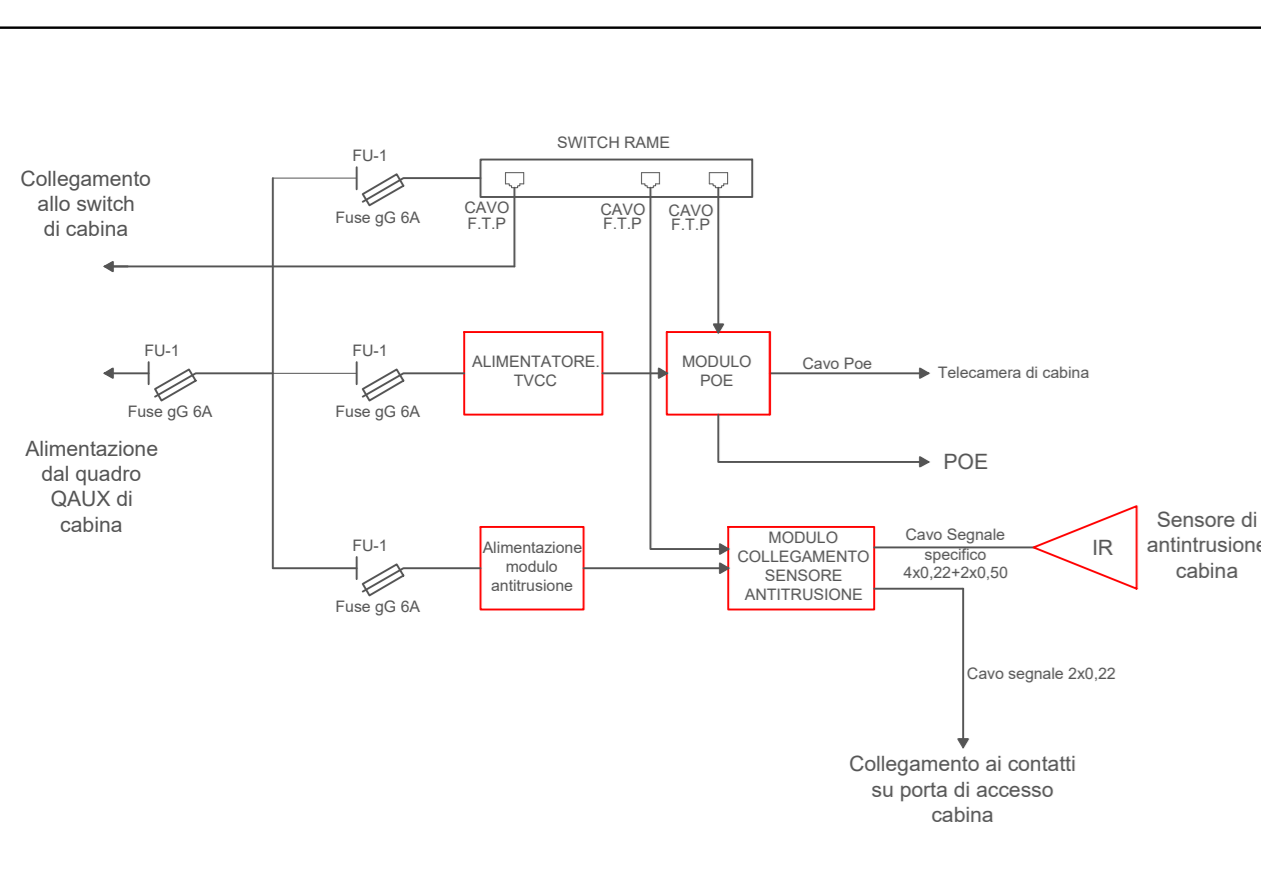 SWITCH RAME
FU-1
Fuse gG 6A
CAVO
F.T.P
CAVO
F.T.P
CAVO
F.T.P
Collegamento
allo switch
di cabina
FU-1
Fuse gG 6A
FU-1
Fuse gG 6A
ALIMENTATORE.
TVCC
MODULO
POE
Cavo Poe
Telecamera di cabina
POE
Alimentazione
dal quadro
QAUX di
cabina
FU-1
Fuse gG 6A
Alimentazione
modulo
antitrusione
MODULO
COLLEGAMENTO
SENSORE
ANTITRUSIONE
Cavo Segnale
specifico
4x0,22+2x0,50
IR
Sensore di
antintrusione
cabina
Cavo segnale 2x0,22
Collegamento ai contatti
su porta di accesso
cabina